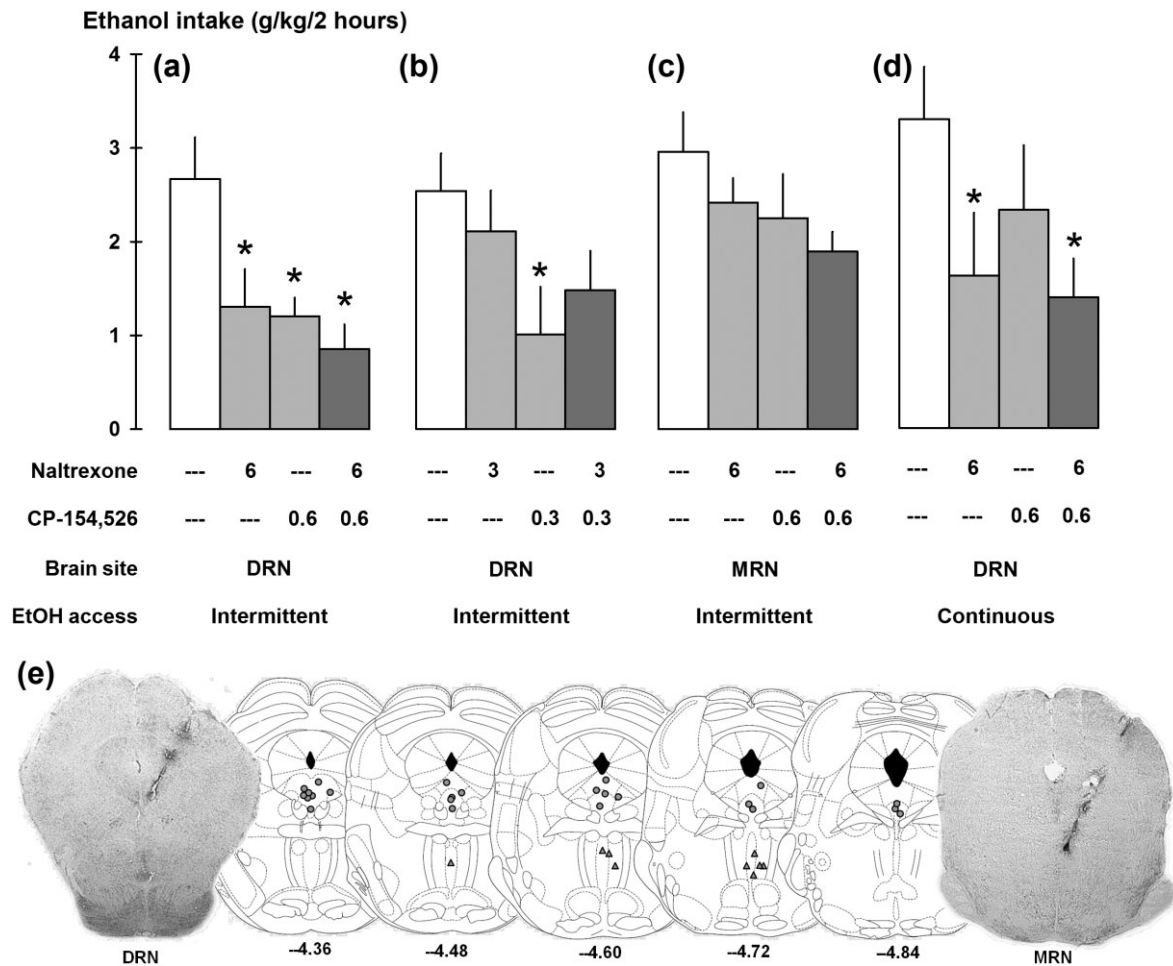 Ethanol intake (g/kg/2 hours)
(a) (b) (c) (d)
4
3
2
1
0
* * * * * *
Naltrexone --- 6 --- 6 --- 3 --- 3 --- 6 --- 6 --- 6 --- 6
CP-154,526 --- --- 0.6 0.6 --- --- 0.3 0.3 --- --- 0.6 0.6 --- --- 0.6 0.6
Brain site DRN DRN MRN DRN
EtOH access Intermittent Intermittent Intermittent Continuous
(e)
DRN --4.36 --4.48 --4.60 --4.72 --4.84 MRN